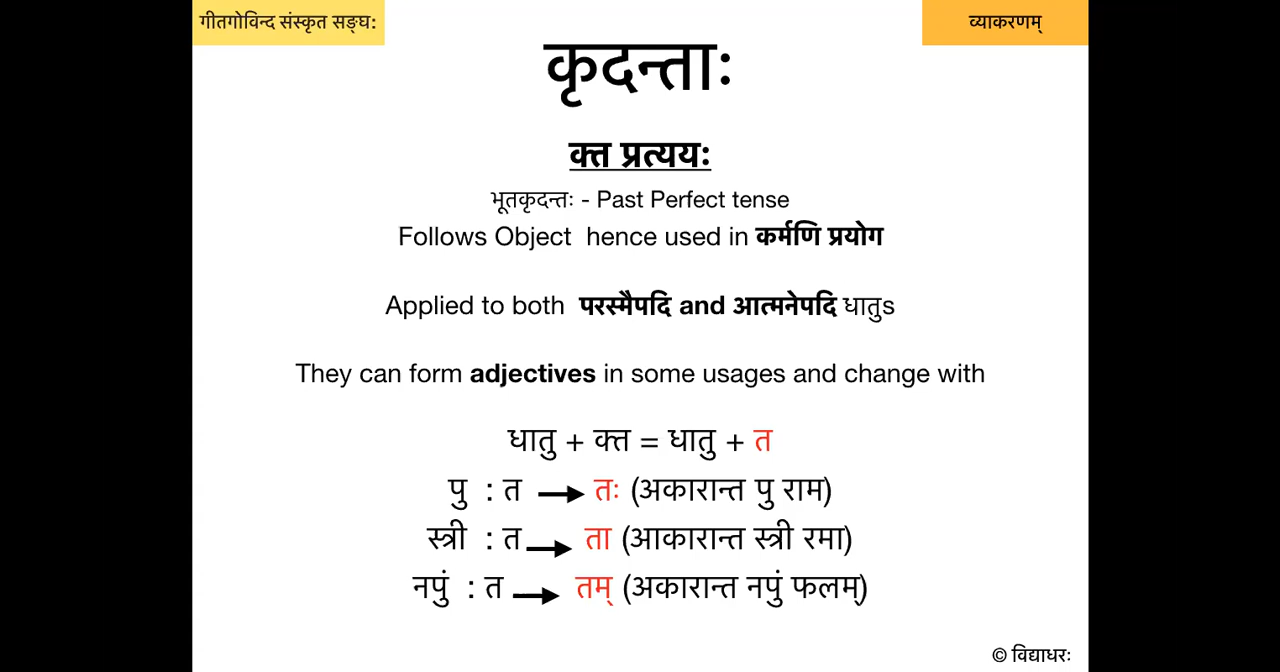 गीतगोविन्द संस्कृत सङ्घः
व्याकरणम्
कृदन्ताः
क्त प्रत्ययः
भूतकृदन्तः - Past Perfect tense
Follows Object hence used in कर्मणि प्रयोग
Applied to both परस्मैपदि and आत्मनेपदि धातुs
They can form adjectives in some usages and change with
धातु + क्त = धातु + त
पु : त → तः (अकारान्त पु राम)
स्त्री : त → ता (आकारान्त स्त्री रमा)
नपुं : त → तम् (अकारान्त नपुं फलम्)
© विद्याधरः